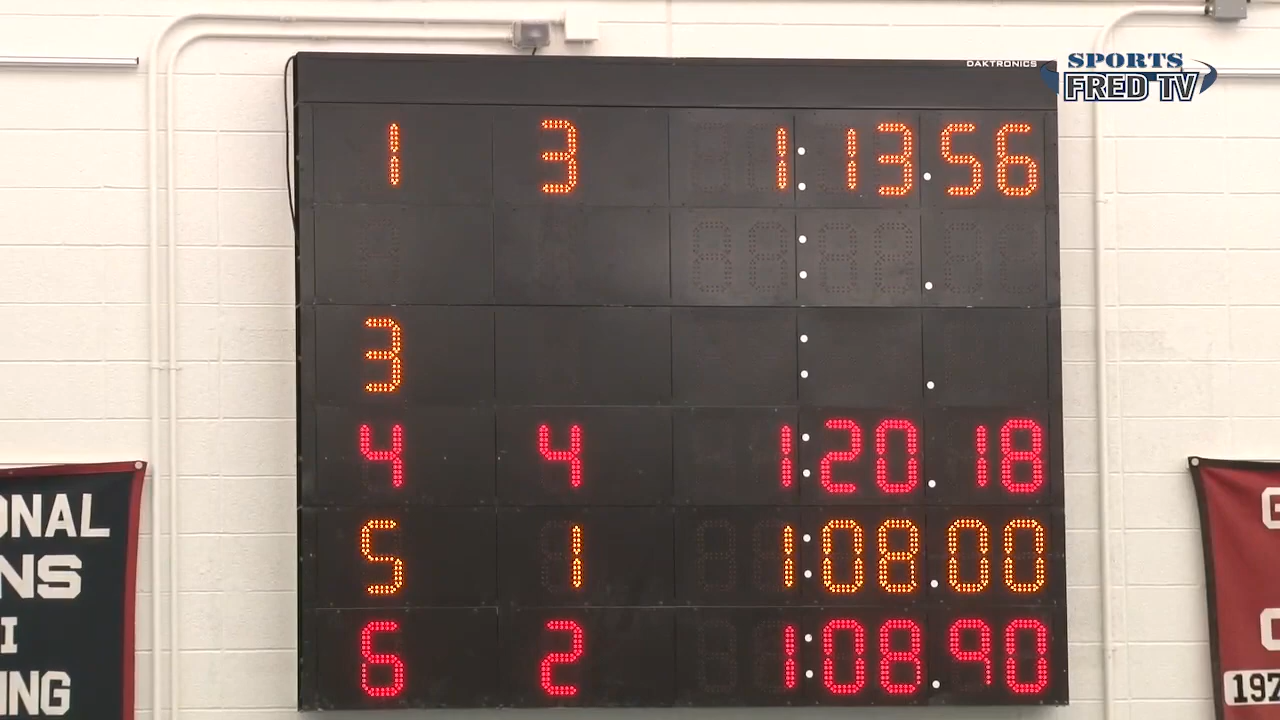 DAKTRONICS
SPORTS
FRED TV
1 3 1:13.56
3
4 4 1:20.18
5 1 1:08.00
6 2 1:08.90
ONAL
NS
I
ING
197